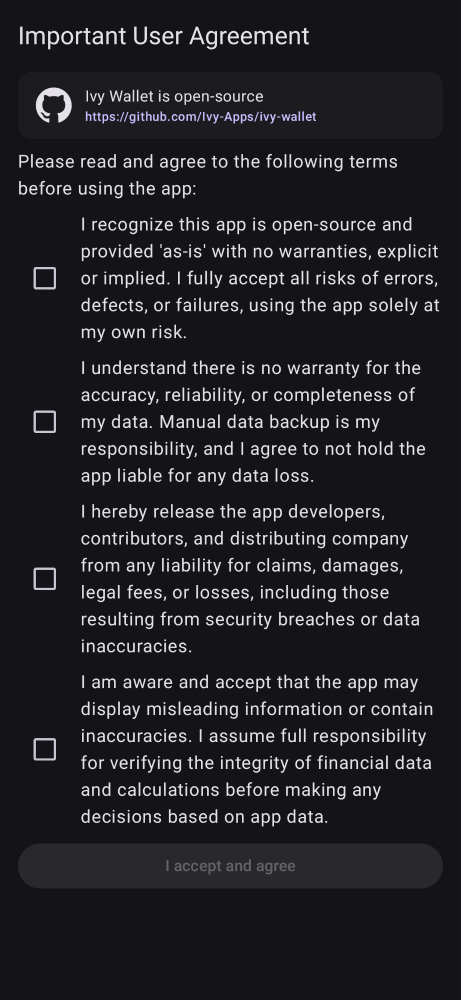 Important User Agreement
Ivy Wallet is open-source
https://github.com/Ivy-Apps/ivy-wallet
Please read and agree to the following terms
before using the app:
I recognize this app is open-source and
provided 'as-is' with no warranties, explicit
or implied. I fully accept all risks of errors,
defects, or failures, using the app solely at
my own risk.
I understand there is no warranty for the
accuracy, reliability, or completeness of
my data. Manual data backup is my
responsibility, and I agree to not hold the
app liable for any data loss.
I hereby release the app developers,
contributors, and distributing company
from any liability for claims, damages,
legal fees, or losses, including those
resulting from security breaches or data
inaccuracies.
I am aware and accept that the app may
display misleading information or contain
inaccuracies. I assume full responsibility
for verifying the integrity of financial data
and calculations before making any
decisions based on app data.
I accept and agree